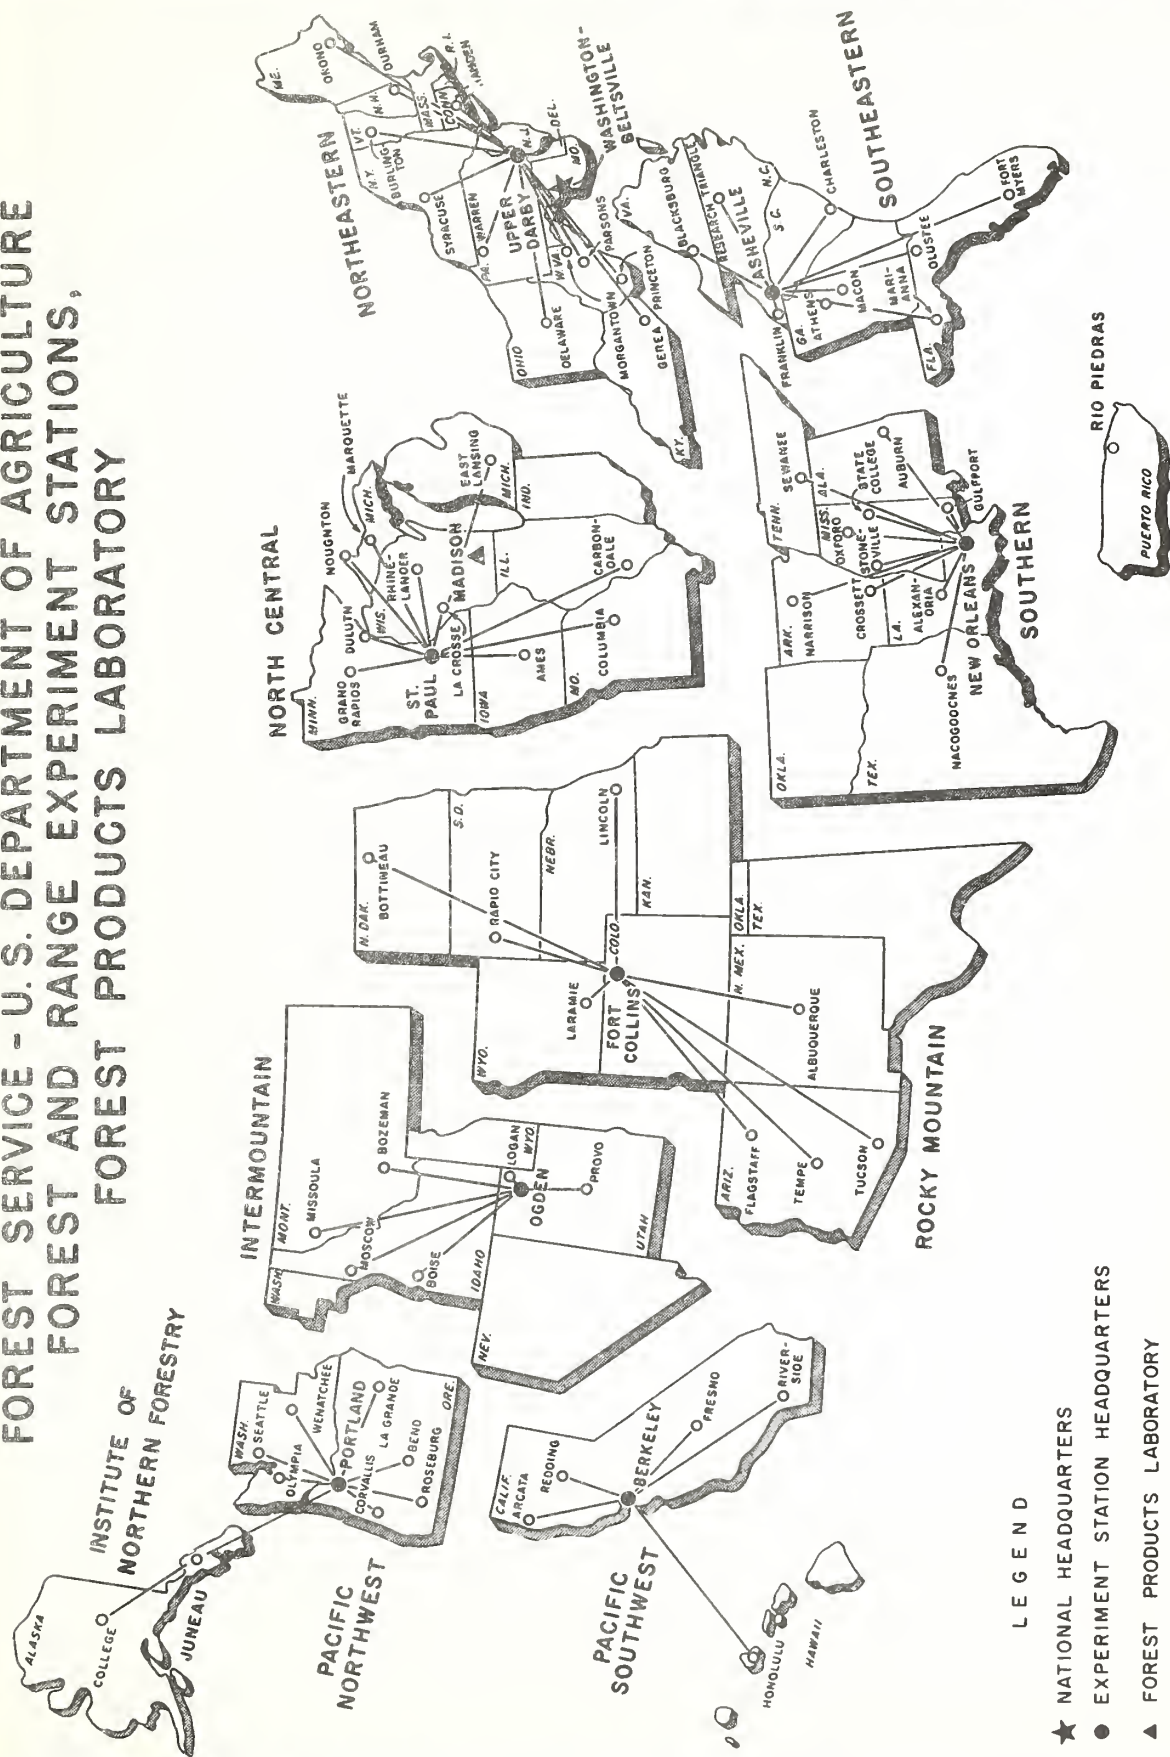 FOREST SERVICE - U.S. DEPARTMENT OF AGRICULTURE
FOREST AND RANGE EXPERIMENT STATIONS,
FOREST PRODUCTS LABORATORY
INSTITUTE OF
NORTHERN FORESTRY
ALASKA
COLLEGE
JUNEAU
PACIFIC
NORTHWEST
WASH.
SEATTLE
OLYMPIA
WENATCHEE
PORTLAND
CORVALLIS
LA GRANDE
BEND
ROSEBURG
ORE.
PACIFIC
SOUTHWEST
CALIF.
ARCATA
REDDING
BERKELEY
FRESNO
RIVER-
SIDE
HONOLULU
HAWAII
INTERMOUNTAIN
WASH.
MONT.
MISSOULA
BOZEMAN
MOSCOW
BOISE
IDAHO
LOGAN
WYO.
OGDEN
PROVO
UTAH
NEV.
ROCKY MOUNTAIN
N. DAK.
BOTTINEAU
S.D.
RAPID CITY
NEBR.
LINCOLN
WYO.
LARAMIE
FORT
COLLINS
COLO.
KAN.
OKLA.
TEX.
N. MEX.
ALBUQUERQUE
ARIZ.
FLAGSTAFF
TEMPE
TUCSON
NORTH CENTRAL
MINN.
GRAND
RAPIDS
DULUTH
HOUGHTON
MARQUETTE
MICH.
WIS.
RHINE-
LANDER
ST.
PAUL
LA CROSSE
MADISON
EAST
LANSING
MICH.
IND.
ILL.
IOWA
AMES
MO.
COLUMBIA
CARBON-
DALE
SOUTHERN
OKLA.
TEX.
NACOGDOCHES
ARK.
HARRISON
CROSSETT
LA.
ALEXAN-
DRIA
NEW ORLEANS
TENN.
SEWANEE
MISS.
ALA.
OXFORD
STONE-
VILLE
STATE
COLLEGE
AUBURN
GULFPORT
NORTHEASTERN
ME.
ORONO
DURHAM
N.H.
VT.
BURLING-
TON
N.Y.
MASS.
CONN.
R.I.
HAMDEN
SYRACUSE
PA.
WARREN
UPPER
DARBY
N.J.
DEL.
MD.
WASHINGTON-
BELTSVILLE
OHIO
DELAWARE
W. VA.
PARSONS
MORGANTOWN
PRINCETON
BEREA
KY.
SOUTHEASTERN
VA.
BLACKSBURG
RESEARCH TRIANGLE
ASHEVILLE
N.C.
S.C.
CHARLESTON
FRANKLIN
GA.
ATHENS
MACON
MARI-
ANNA
OLUSTEE
FLA.
FORT
MYERS
RIO PIEDRAS
PUERTO RICO
LEGEND
NATIONAL HEADQUARTERS
EXPERIMENT STATION HEADQUARTERS
FOREST PRODUCTS LABORATORY